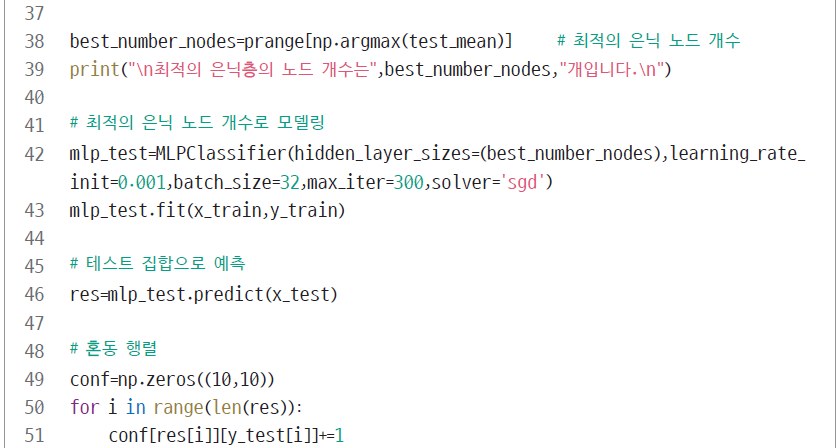 37
38 best_number_nodes=prange[np.argmax(test_mean)] # 최적의 은닉 노드 개수
39 print("\n최적의 은닉층의 노드 개수는",best_number_nodes,"개입니다.\n")
40
41 # 최적의 은닉 노드 개수로 모델링
42 mlp_test=MLPClassifier(hidden_layer_sizes=(best_number_nodes),learning_rate_
init=0.001,batch_size=32,max_iter=300,solver='sgd')
43 mlp_test.fit(x_train,y_train)
44
45 # 테스트 집합으로 예측
46 res=mlp_test.predict(x_test)
47
48 # 혼동 행렬
49 conf=np.zeros((10,10))
50 for i in range(len(res)):
51 conf[res[i]][y_test[i]]+=1